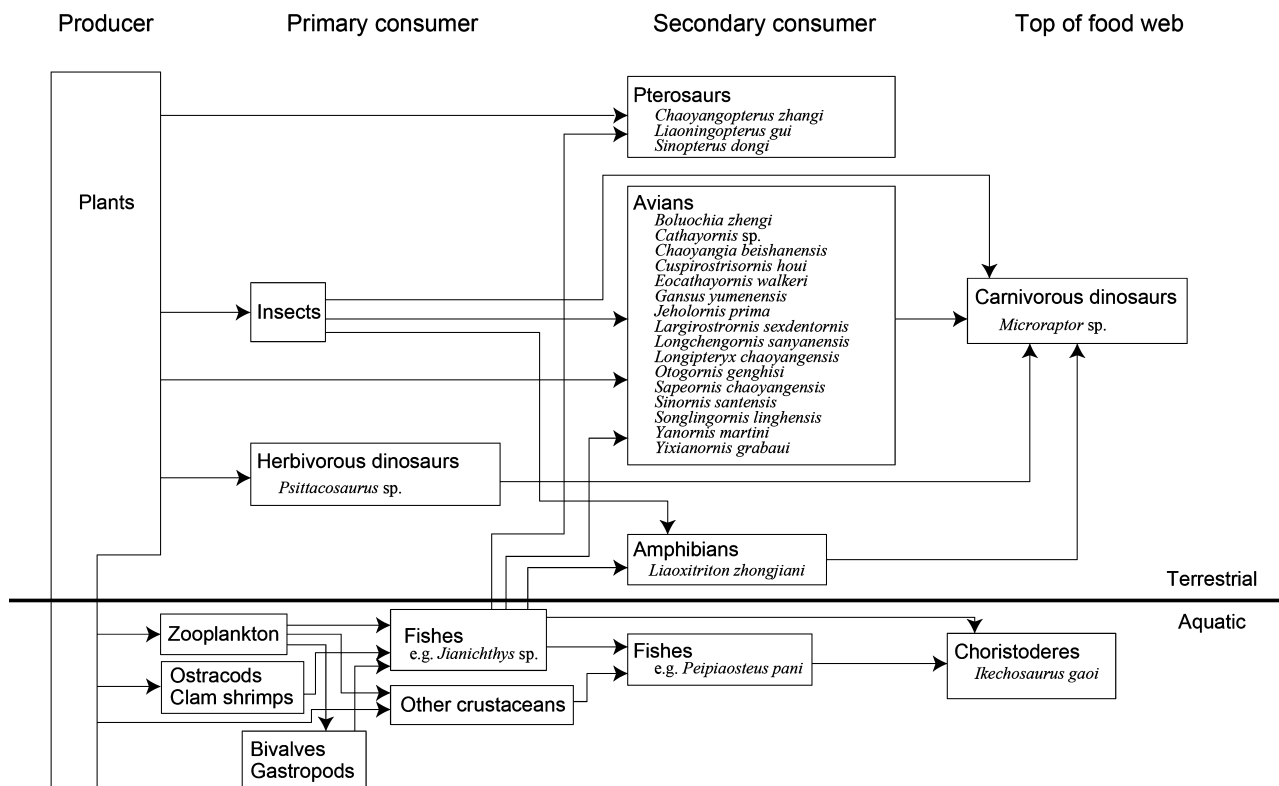 Producer
Primary consumer
Secondary consumer
Top of food web
Plants
Pterosaurs
Chaoyangopterus zhangi
Liaoningopterus gui
Sinopterus dongi
Avians
Boluochia zhengi
Cathayornis sp.
Chaoyangia beishanensis
Cuspirostrisornis houi
Eocathayornis walkeri
Gansus yumenensis
Jeholornis prima
Largirostrornis sexdentornis
Longchengornis sanyanensis
Longipteryx chaoyangensis
Otogornis genghisi
Sapeornis chaoyangensis
Sinornis santensis
Songlingornis linghensis
Yanornis martini
Yixianornis grabaui
Insects
Carnivorous dinosaurs
Microraptor sp.
Herbivorous dinosaurs
Psittacosaurus sp.
Amphibians
Liaoxitriton zhongjiani
Terrestrial
Aquatic
Zooplankton
Fishes
e.g. Jianichthys sp.
Fishes
e.g. Peipiaosteus pani
Choristoderes
Ikechosaurus gaoi
Ostracods
Clam shrimps
Other crustaceans
Bivalves
Gastropods